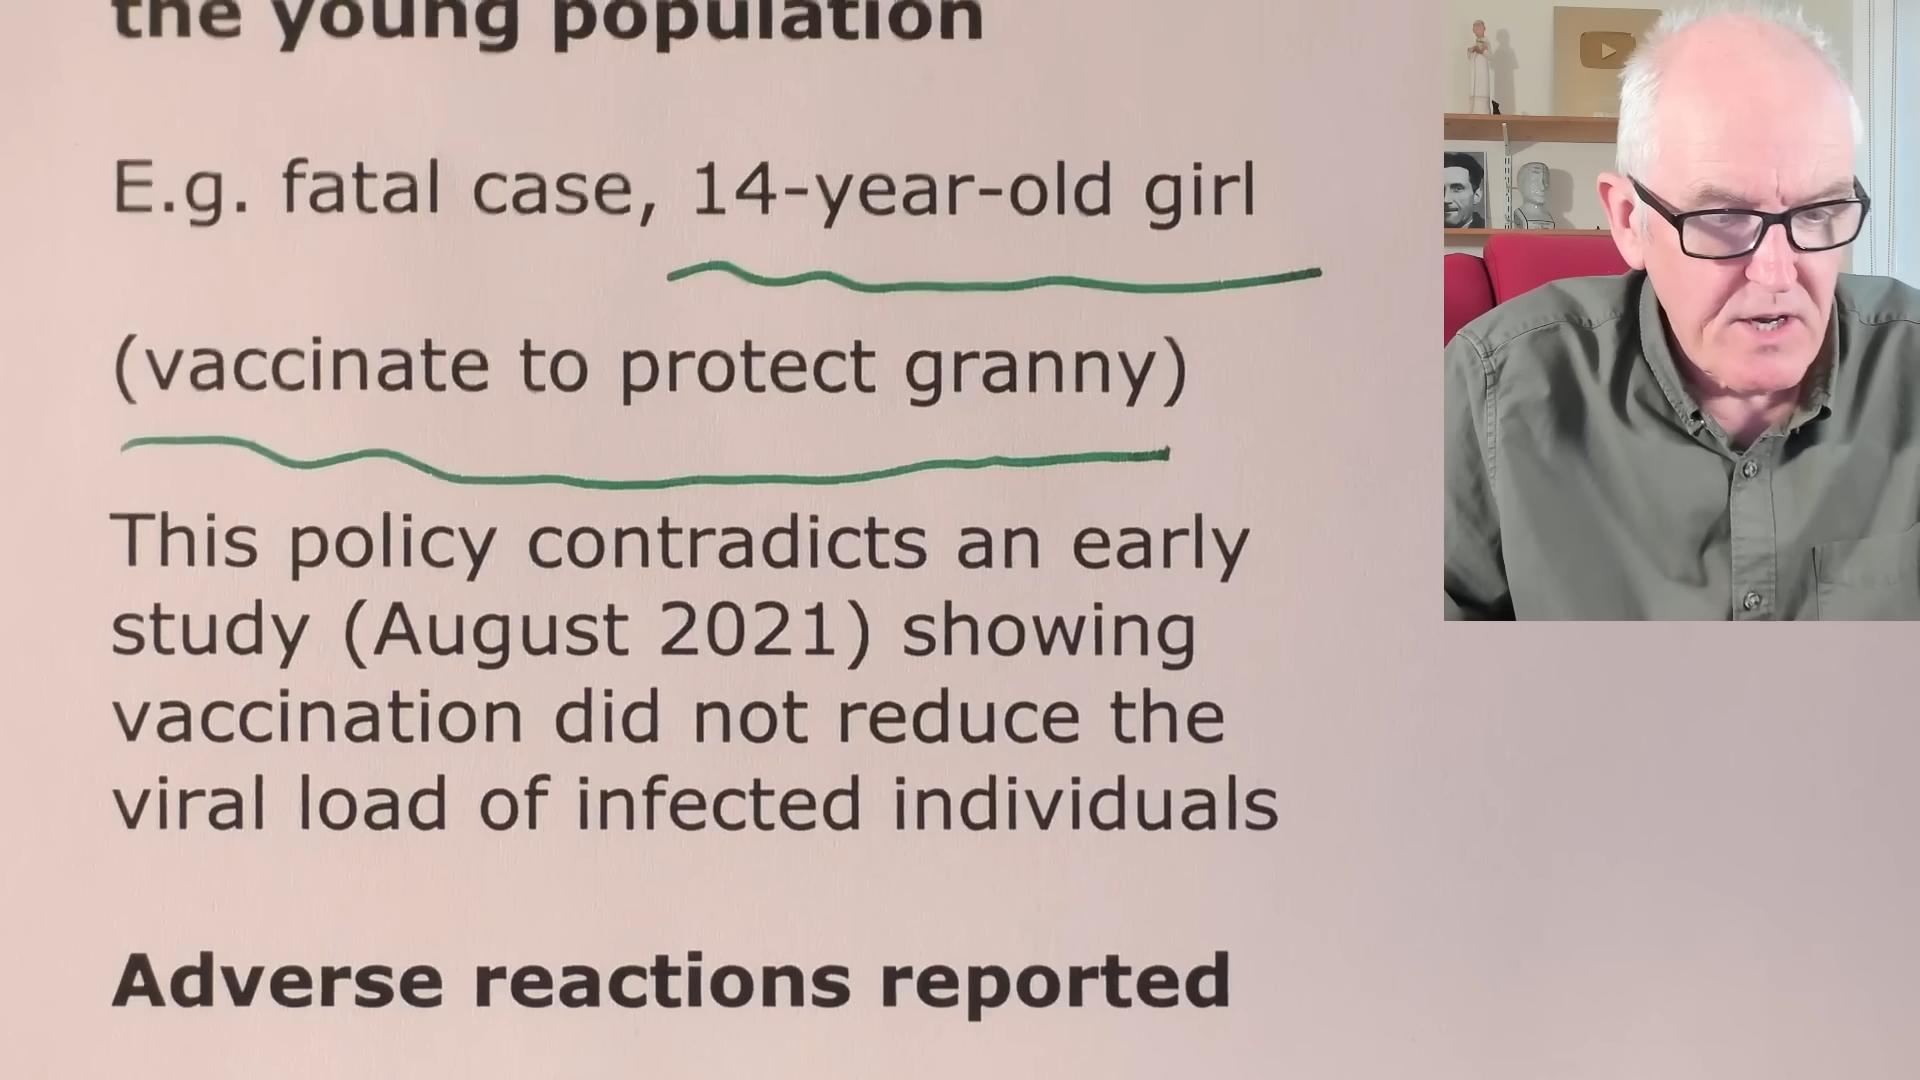 the young population
E.g. fatal case, 14-year-old girl
(vaccinate to protect granny)
This policy contradicts an early
study (August 2021) showing
vaccination did not reduce the
viral load of infected individuals
Adverse reactions reported